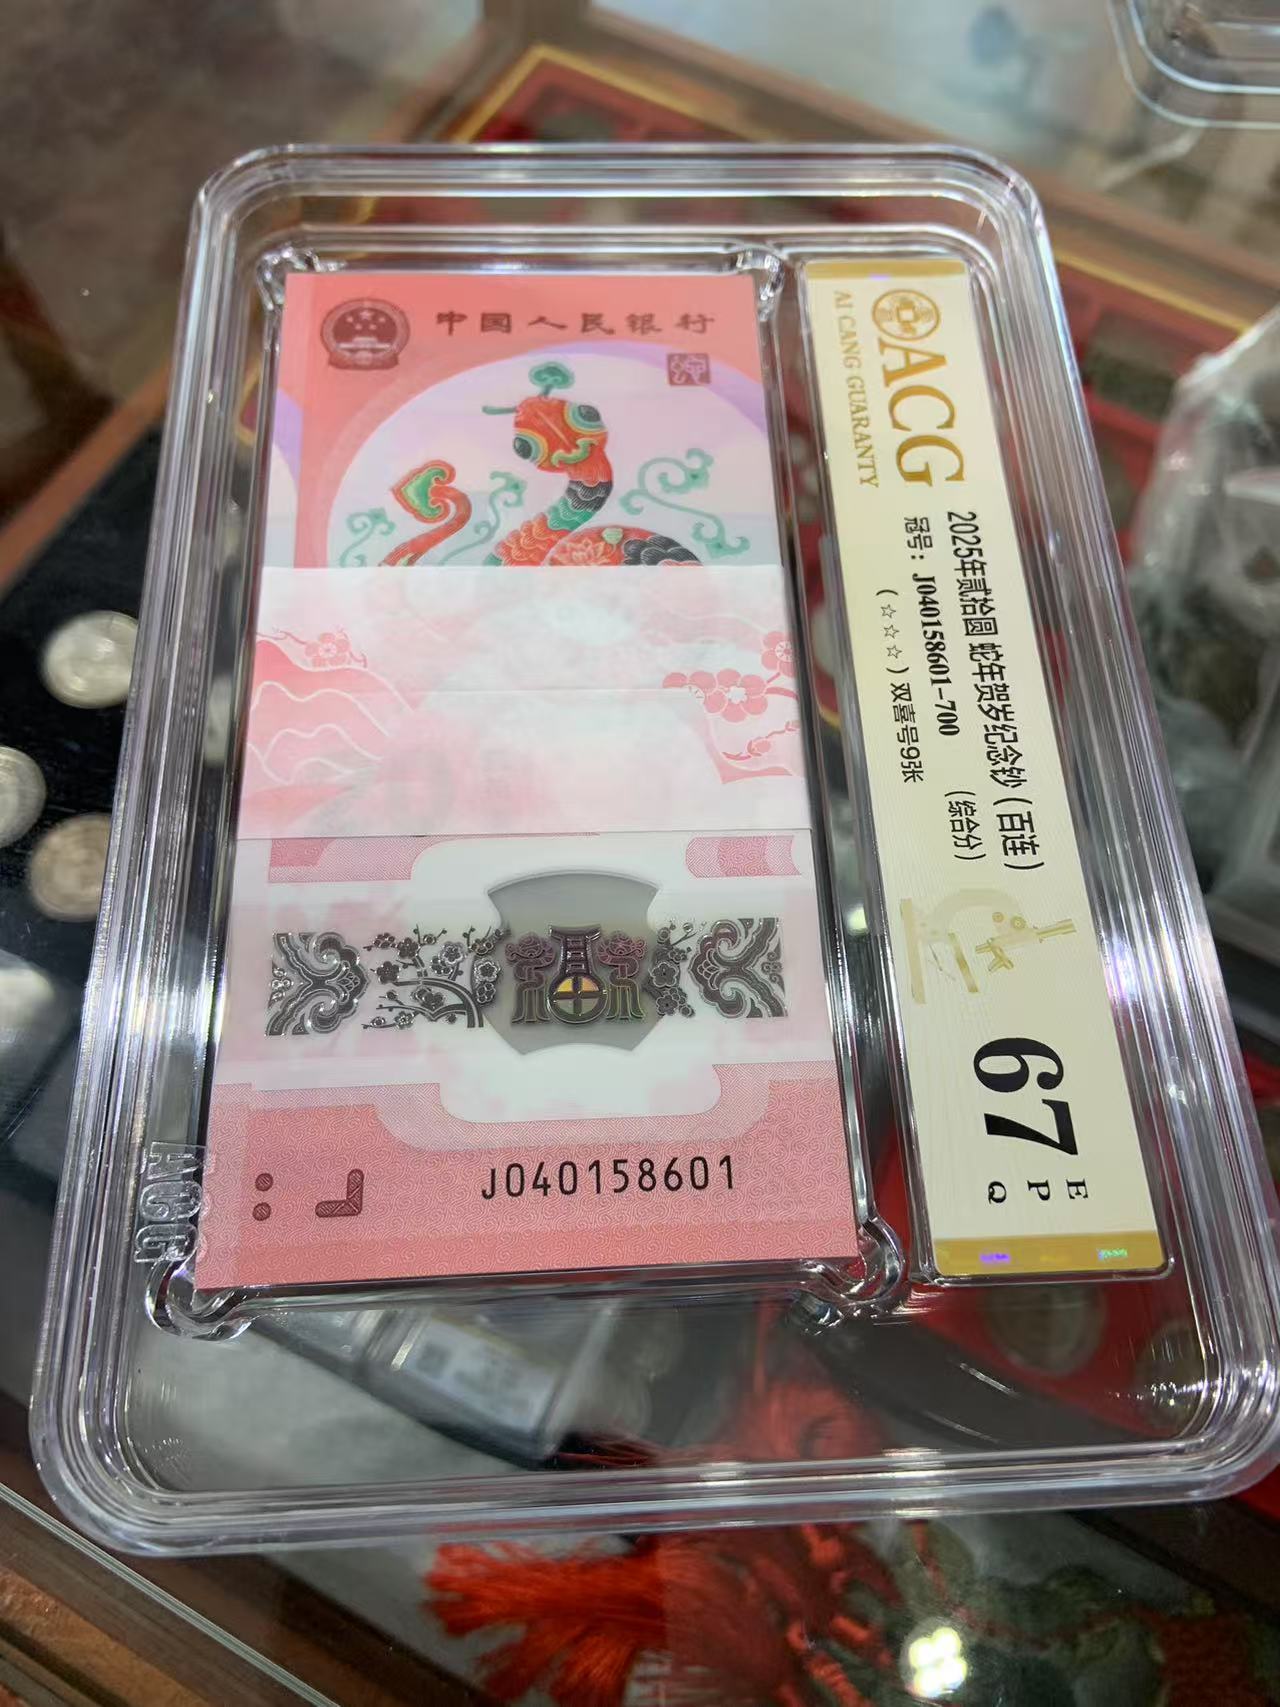 中国人民银行
J040158601
ACG
ACG
AI CANG GUARANTY
2025年贰拾圆 蛇年贺岁纪念钞（百连）
冠号：J040158601-700 （综合分）
（☆☆☆）双喜号9张
67
E
P
Q